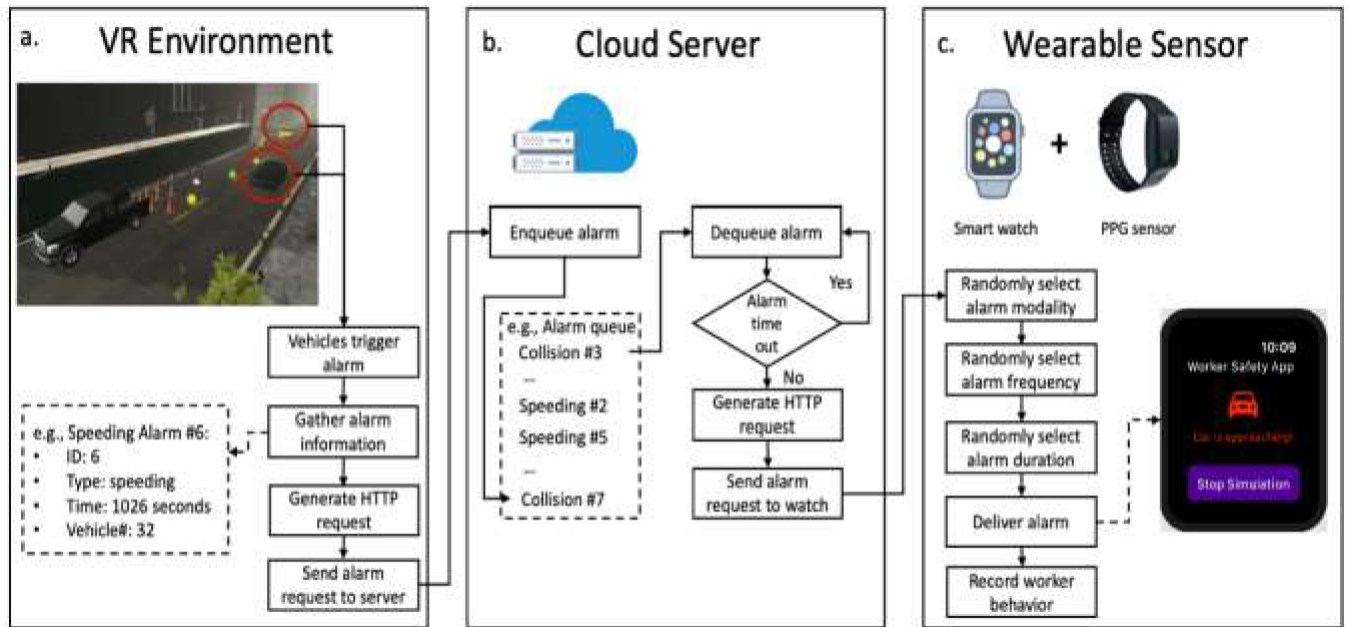 a.
VR Environment
Vehicles trigger
alarm
Gather alarm
information
e.g., Speeding Alarm #6:
• ID: 6
• Type: speeding
• Time: 1026 seconds
• Vehicle#: 32
Generate HTTP
request
Send alarm
request to server
b.
Cloud Server
Enqueue alarm
Dequeue alarm
Yes
Alarm
time
out
No
e.g., Alarm queue
Collision #3
...
Speeding #2
Speeding #5
...
Collision #7
Generate HTTP
request
Send alarm
request to watch
c.
Wearable Sensor
+
Smart watch
PPG sensor
Randomly select
alarm modality
Randomly select
alarm frequency
Randomly select
alarm duration
Deliver alarm
Record worker
behavior
10:09
Worker Safety App
Car is approaching!
Stop Simulation